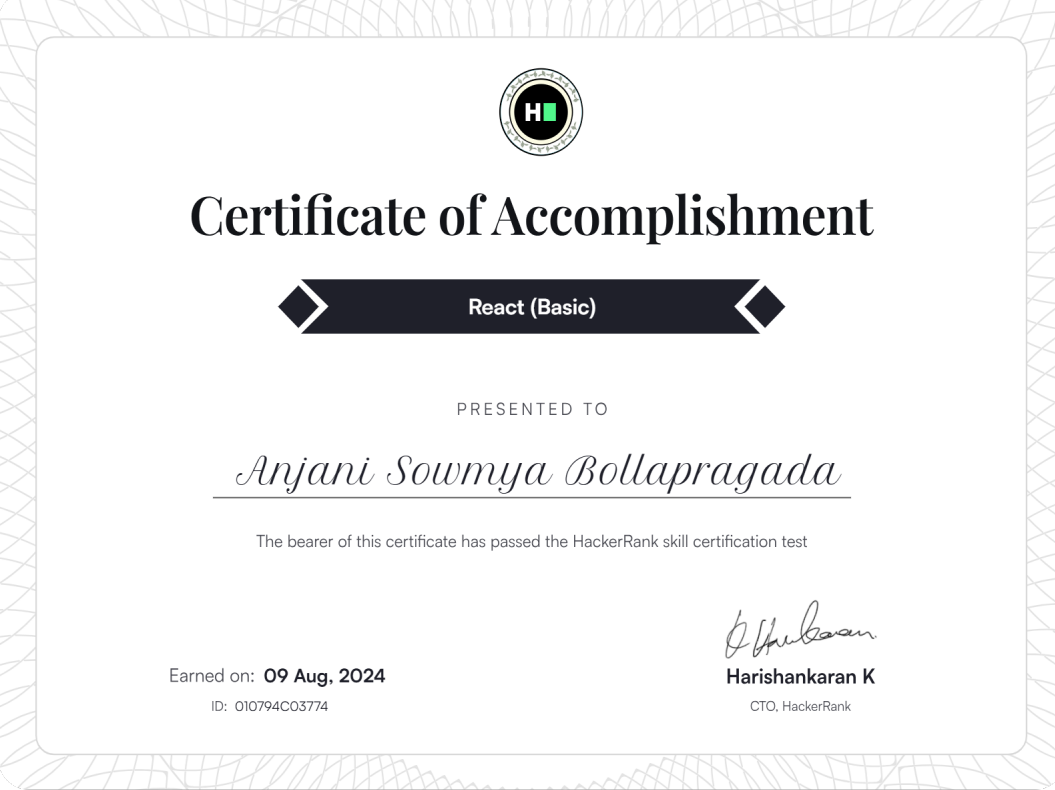 H
Certificate of Accomplishment
React (Basic)
PRESENTED TO
Anjani Sowmya Bollapragada
The bearer of this certificate has passed the HackerRank skill certification test
Earned on: 09 Aug, 2024
ID: 010794C03774
Harishankaran K
CTO, HackerRank